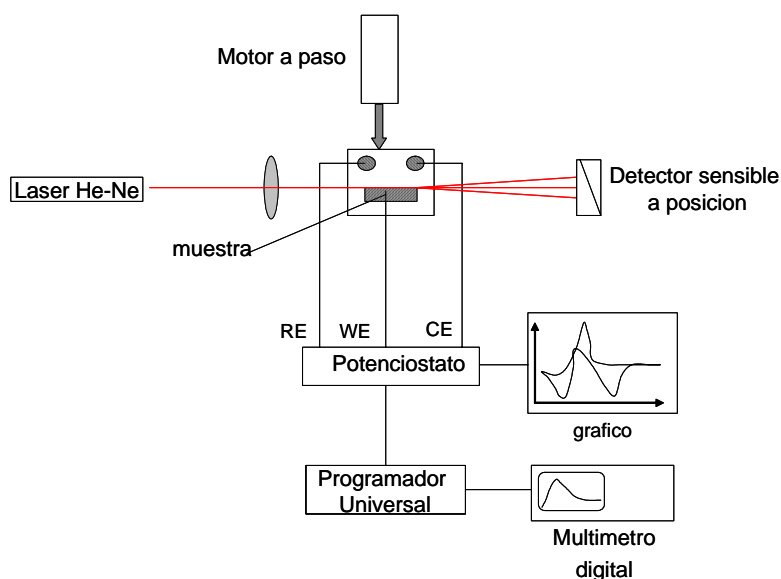 Motor a paso
Laser He-Ne
Detector sensible
a posicion
muestra
RE
WE
CE
Potenciostato
grafico
Programador
Universal
Multimetro
digital